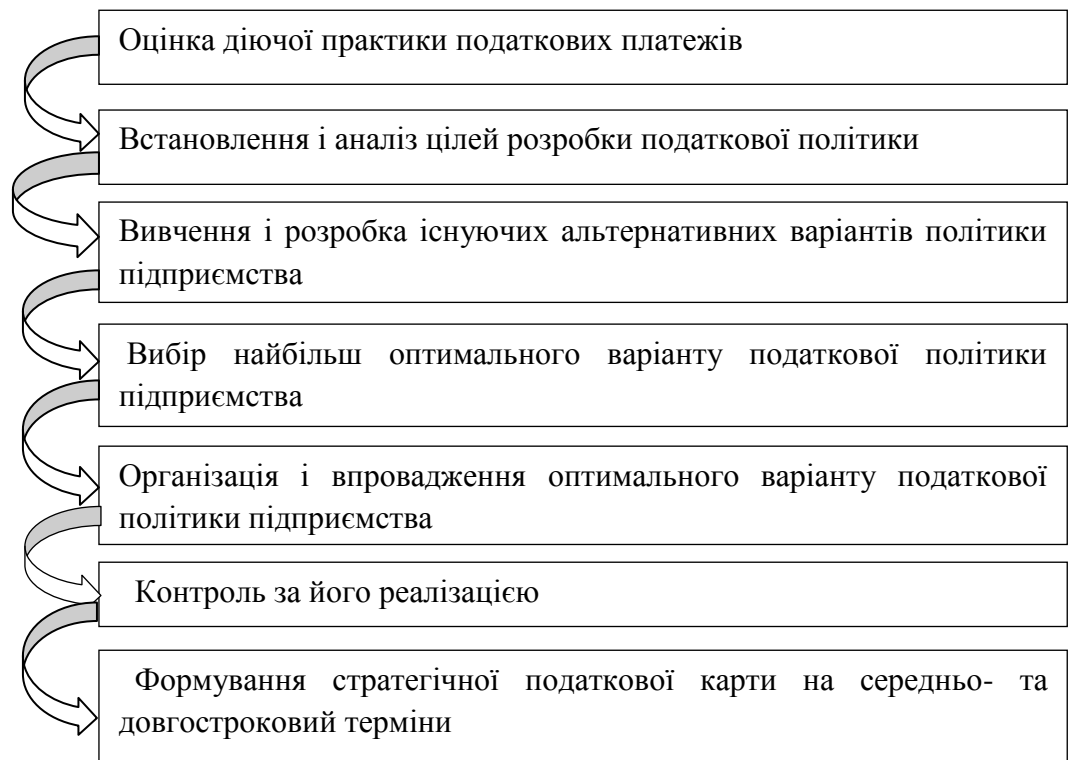 Оцінка діючої практики податкових платежів
Встановлення і аналіз цілей розробки податкової політики
Вивчення і розробка існуючих альтернативних варіантів політики
підприємства
Вибір найбільш оптимального варіанту податкової політики
підприємства
Організація і впровадження оптимального варіанту податкової
політики підприємства
Контроль за його реалізацією
Формування стратегічної податкової карти на середньо- та
довгостроковий терміни